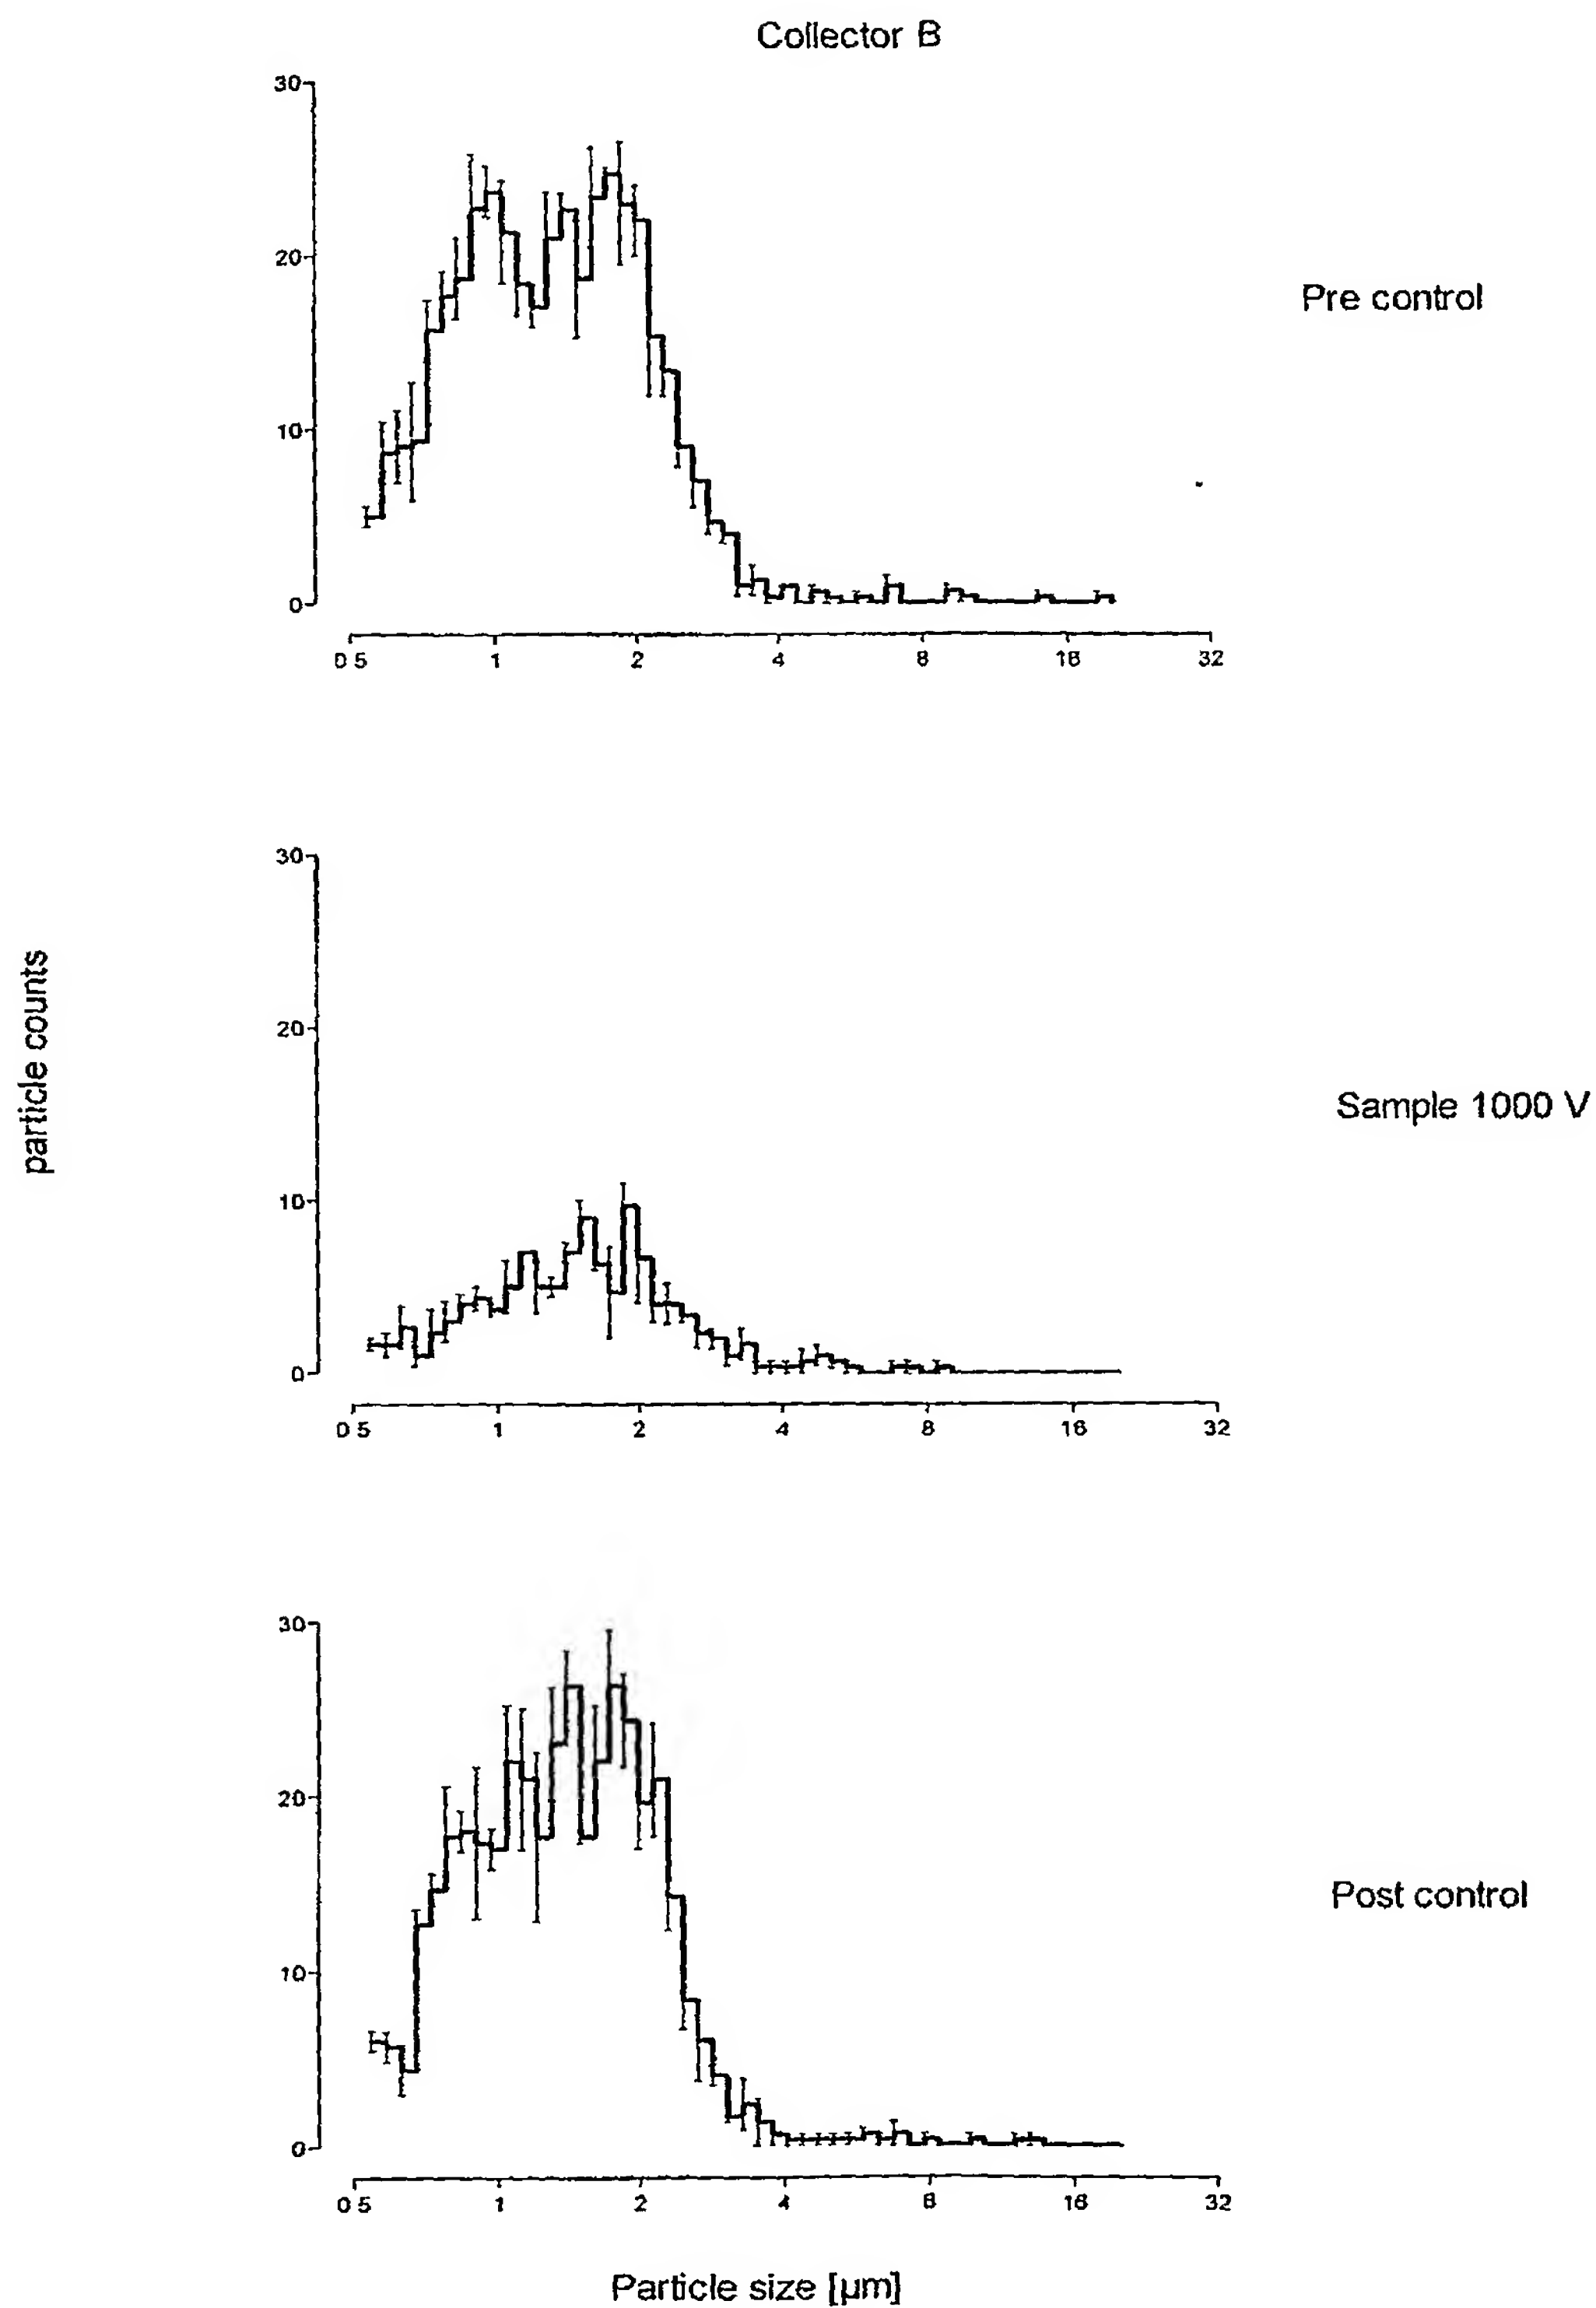 Collector B
30
20
10
0
0 5 1 2 4 8 16 32
Pre control
30
20
10
0
0 5 1 2 4 8 16 32
Sample 1000 V
particle counts
30
20
10
0
0 5 1 2 4 8 16 32
Post control
Particle size [µm]